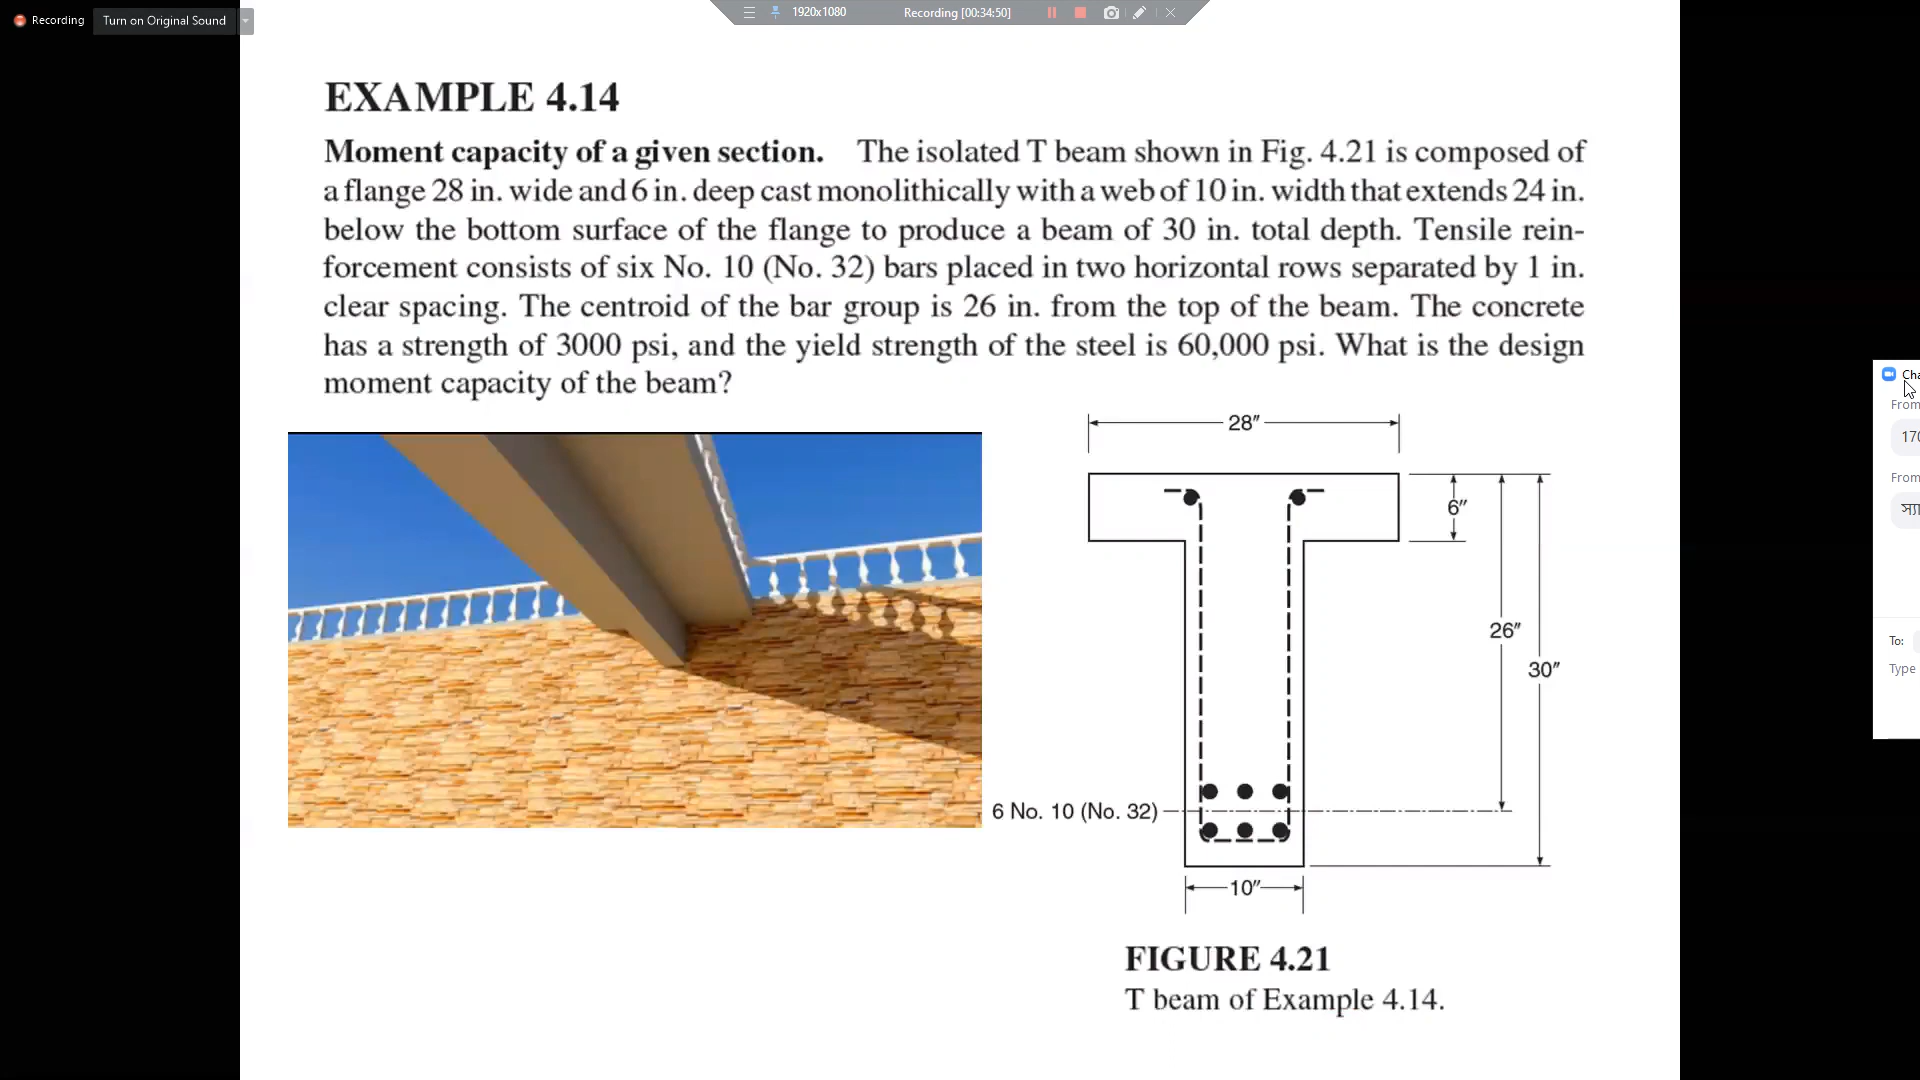 Recording
Turn on Original Sound
1920x1080
Recording [00:34:50]
EXAMPLE 4.14
Moment capacity of a given section. The isolated T beam shown in Fig. 4.21 is composed of
a flange 28 in. wide and 6 in. deep cast monolithically with a web of 10 in. width that extends 24 in.
below the bottom surface of the flange to produce a beam of 30 in. total depth. Tensile rein-
forcement consists of six No. 10 (No. 32) bars placed in two horizontal rows separated by 1 in.
clear spacing. The centroid of the bar group is 26 in. from the top of the beam. The concrete
has a strength of 3000 psi, and the yield strength of the steel is 60,000 psi. What is the design
moment capacity of the beam?
28″
6″
26″
30″
6 No. 10 (No. 32)
10″
FIGURE 4.21
T beam of Example 4.14.
Cha
From
170
From
স্যা
To:
Type